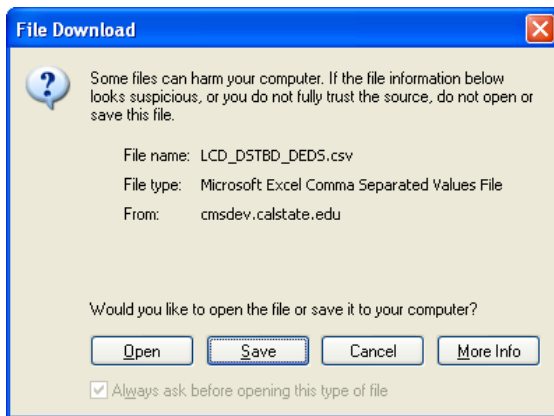 File Download
Some files can harm your computer. If the file information below
looks suspicious, or you do not fully trust the source, do not open or
save this file.
File name: LCD_DSTBD_DEDS.csv
File type: Microsoft Excel Comma Separated Values File
From: cmsdev.calstate.edu
Would you like to open the file or save it to your computer?
Open Save Cancel More Info
Always ask before opening this type of file